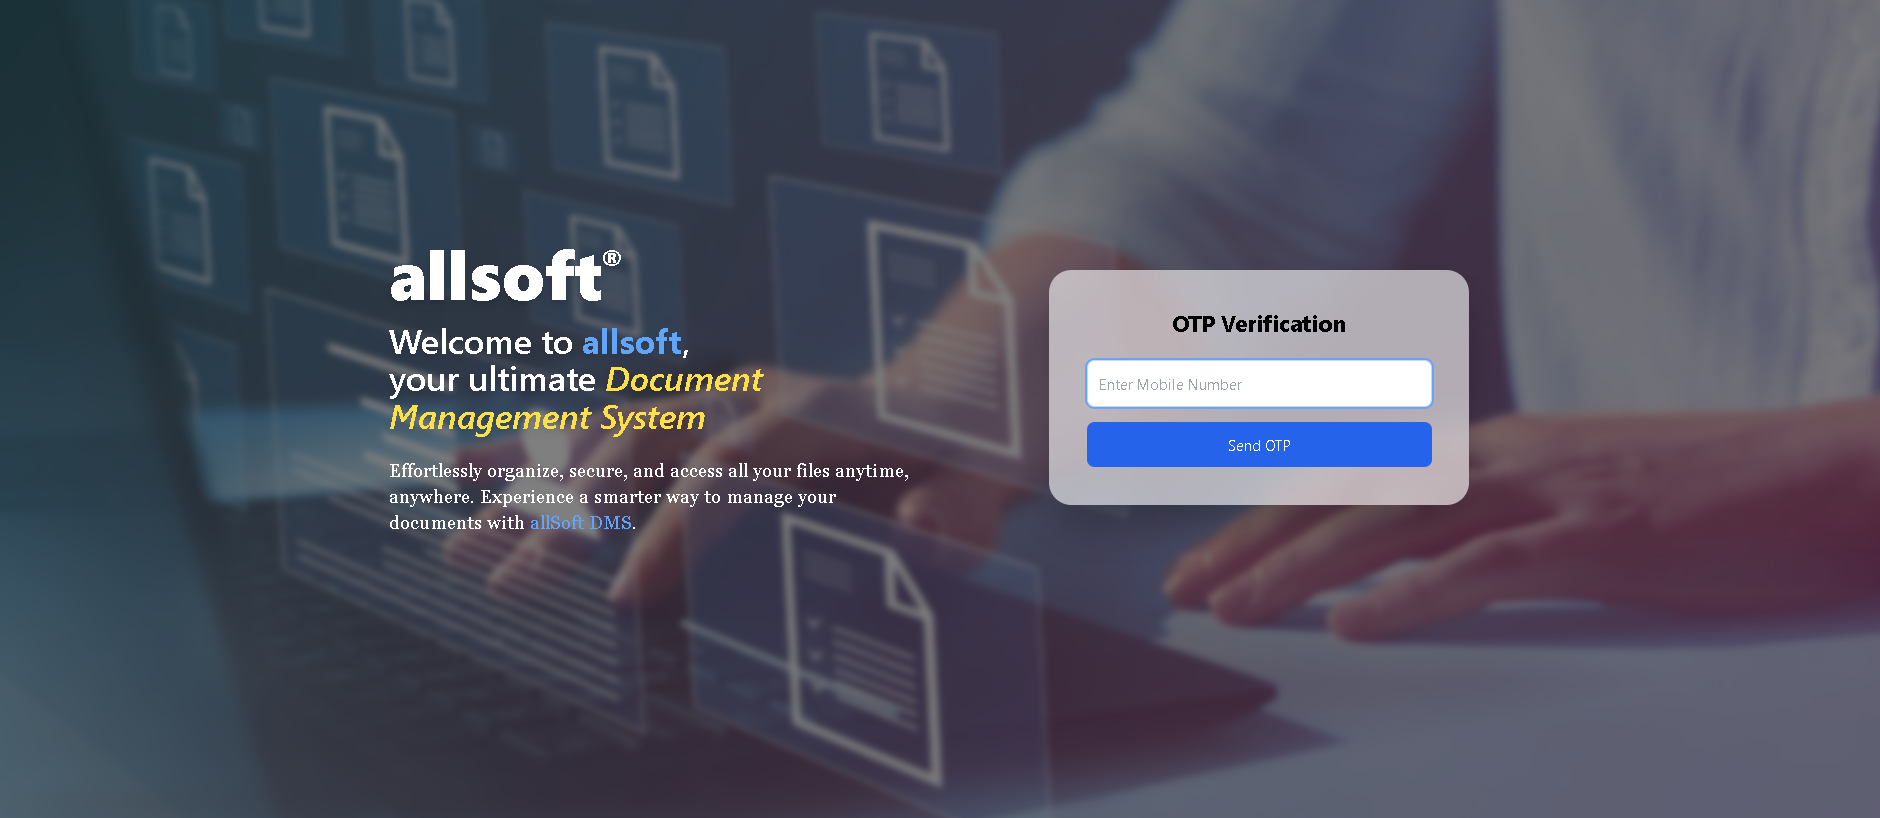 allsoft®
Welcome to allsoft,
your ultimate Document
Management System
Effortlessly organize, secure, and access all your files anytime,
anywhere. Experience a smarter way to manage your
documents with allSoft DMS.
OTP Verification
Enter Mobile Number
Send OTP